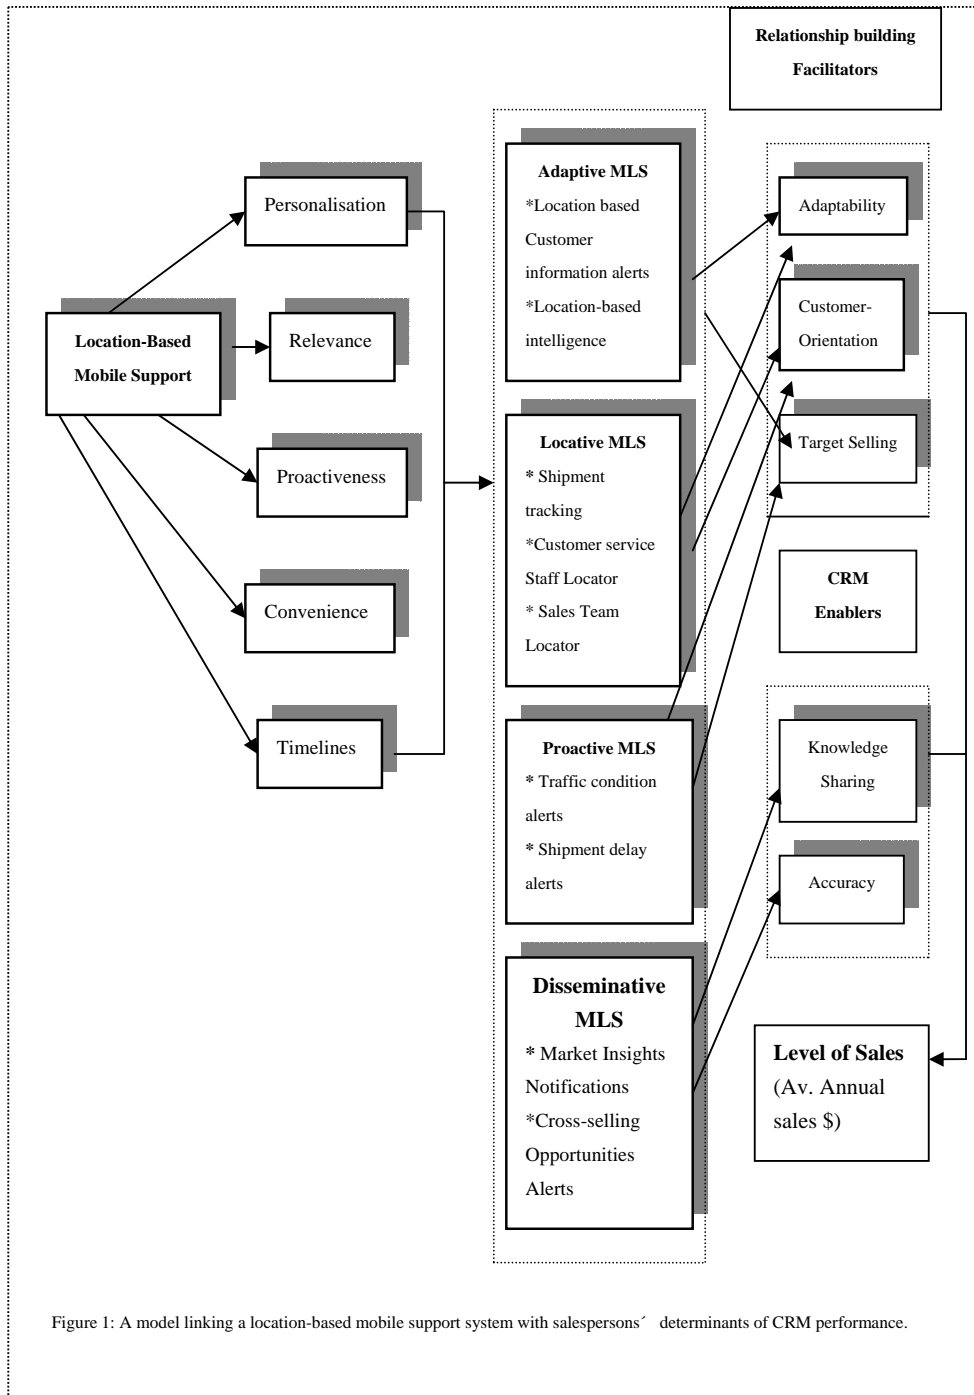 Relationship building
Facilitators
Personalisation
Location-Based
Mobile Support
Relevance
Proactiveness
Convenience
Timelines
Adaptive MLS
*Location based
Customer
information alerts
*Location-based
intelligence
Locative MLS
* Shipment
tracking
*Customer service
Staff Locator
* Sales Team
Locator
Proactive MLS
* Traffic condition
alerts
* Shipment delay
alerts
Disseminative
MLS
* Market Insights
Notifications
*Cross-selling
Opportunities
Alerts
Adaptability
Customer-
Orientation
Target Selling
CRM
Enablers
Knowledge
Sharing
Accuracy
Level of Sales
(Av. Annual
sales $)
Figure 1: A model linking a location-based mobile support system with salespersons´ determinants of CRM performance.